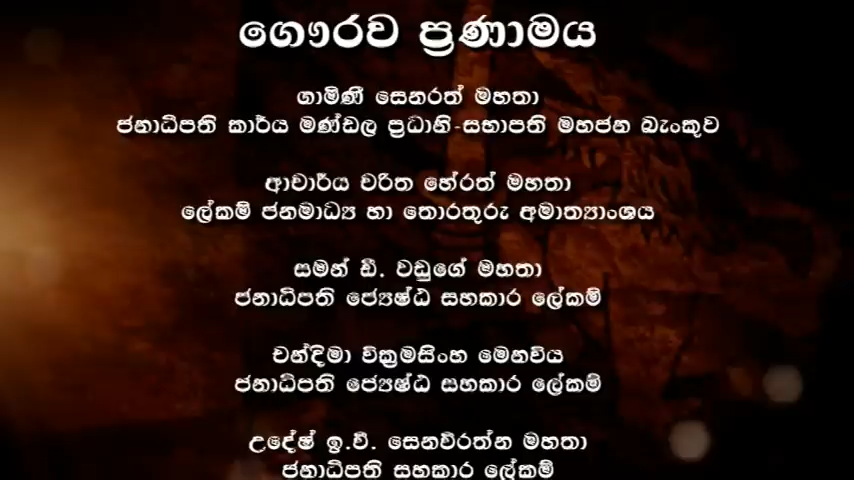 ගෞරව ප්‍රණාමය
ගාමිණී සෙනරත් මහතා
ජනාධිපති කාර්ය මණ්ඩල ප්‍රධානි-සභාපති මහජන බැංකුව
ආචාර්ය චරිත හේරත් මහතා
ලේකම් ජනමාධ්‍ය හා තොරතුරු අමාත්‍යාංශය
සමන් ඩී. වඩුගේ මහතා
ජනාධිපති ජ්‍යෙෂ්ඨ සහකාර ලේකම්
චන්දිමා වික්‍රමසිංහ මෙනවිය
ජනාධිපති ජ්‍යෙෂ්ඨ සහකාර ලේකම්
උදේෂ් ඉ.වී. සෙනවිරත්න මහතා
ජනාධිපති සහකාර ලේකම්